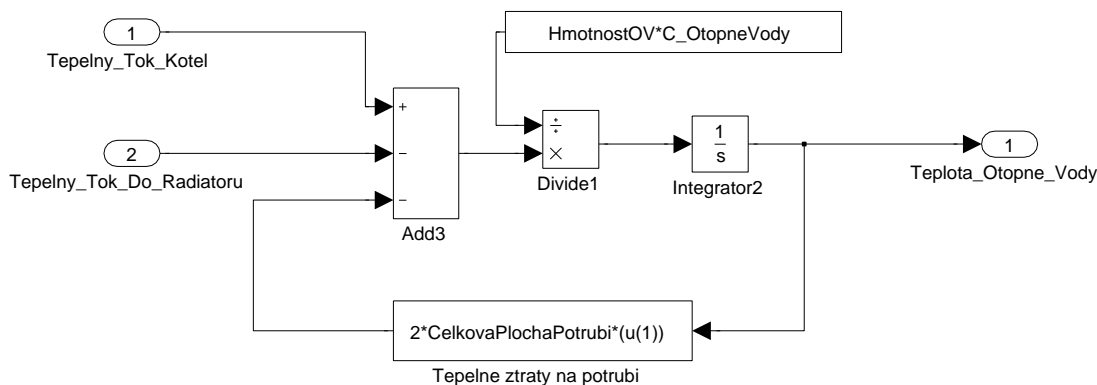 1
Tepelny_Tok_Kotel
HmotnostOV*C_OtopneVody
+
−
−
Add3
2
Tepelny_Tok_Do_Radiatoru
÷
×
Divide1
1
s
Integrator2
1
Teplota_Otopne_Vody
2*CelkovaPlochaPotrubi*(u(1))
Tepelne ztraty na potrubi